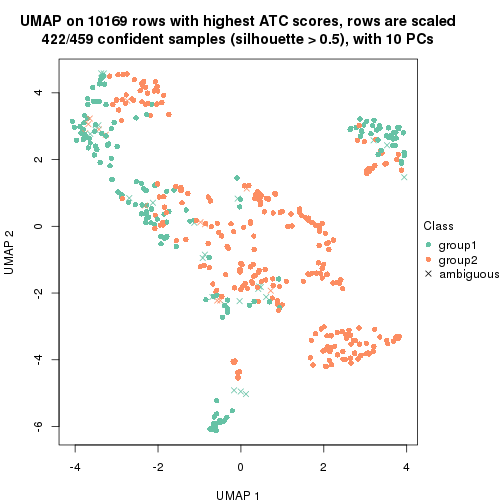 UMAP on 10169 rows with highest ATC scores, rows are scaled
422/459 confident samples (silhouette > 0.5), with 10 PCs
4
2
0
-2
-4
-6
UMAP 2
-4
-2
0
2
4
UMAP 1
Class
group1
group2
ambiguous